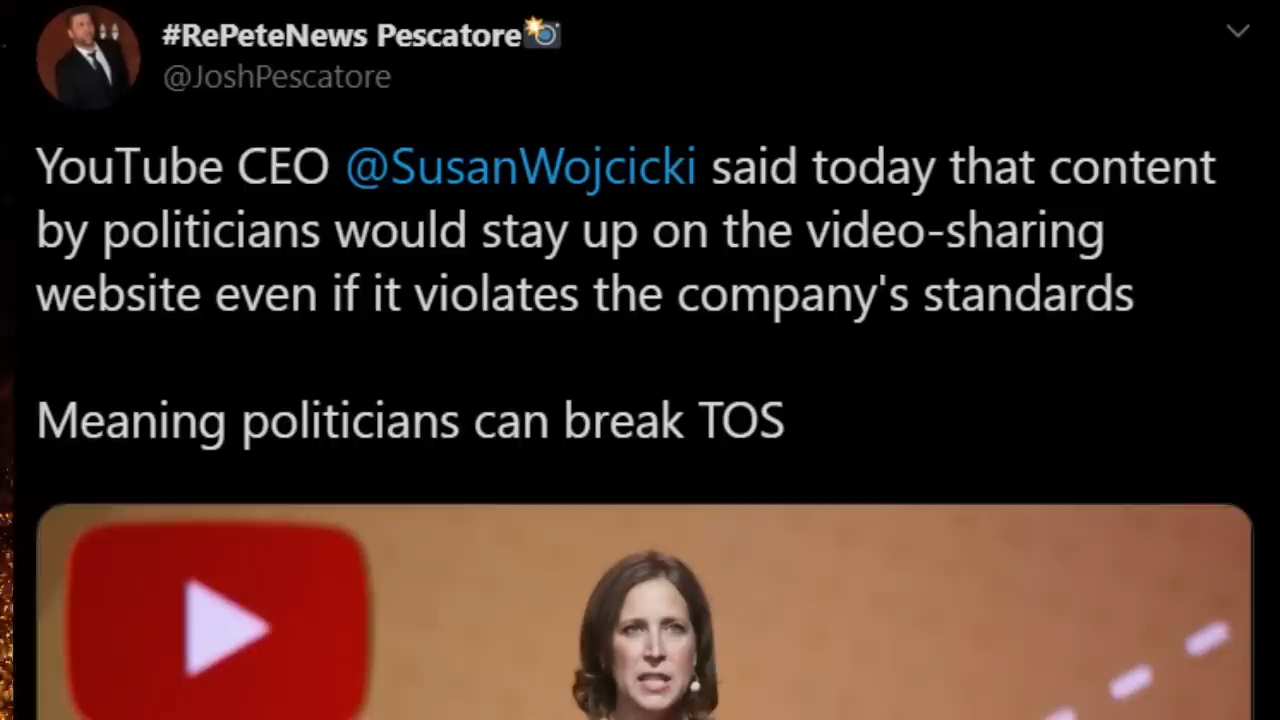 #RePeteNews Pescatore📸
@JoshPescatore
YouTube CEO @SusanWojcicki said today that content
by politicians would stay up on the video-sharing
website even if it violates the company's standards
Meaning politicians can break TOS